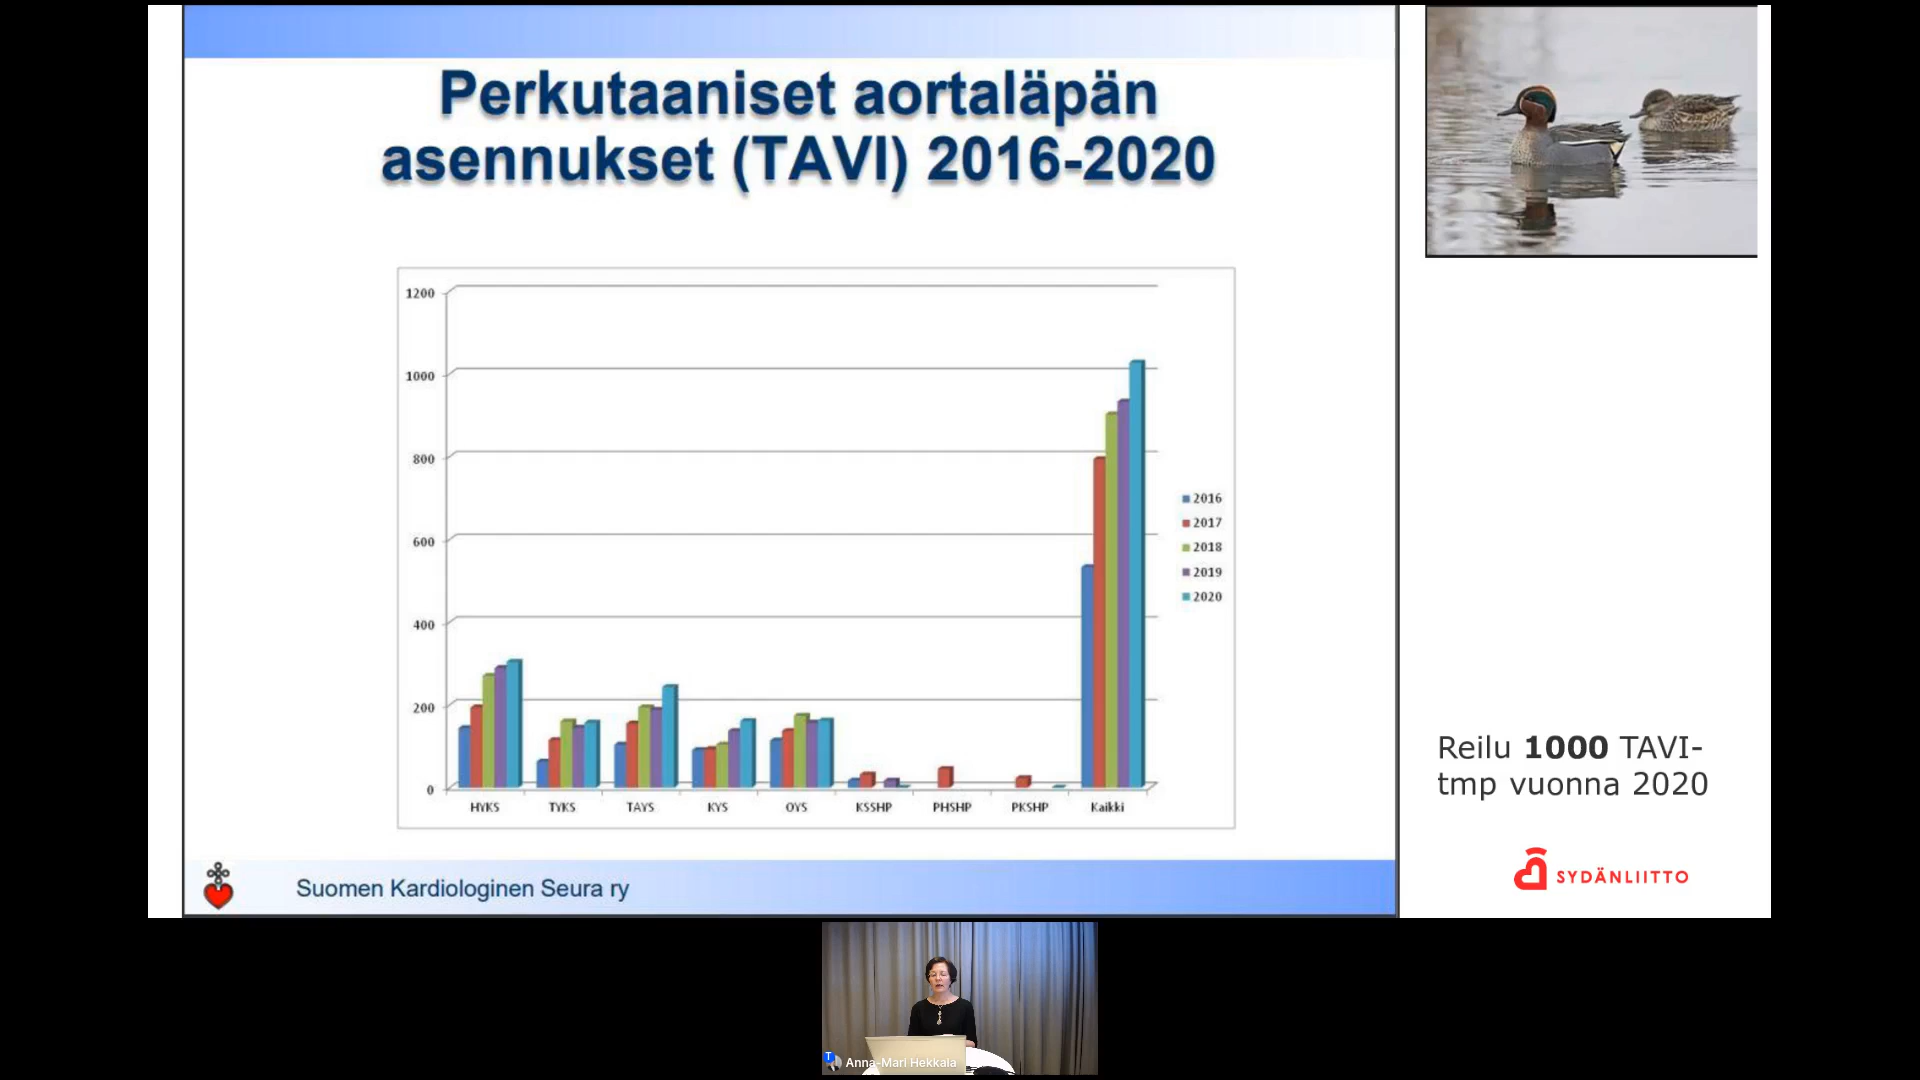 Perkutaaniset aortaläpän
asennukset (TAVI) 2016-2020
1200
1000
800
600
400
200
0
HYKS TYKS TAYS KYS OYS KSSHP PHSHP PKSHP Kaikki
2016
2017
2018
2019
2020
Suomen Kardiologinen Seura ry
Reilu 1000 TAVI-
tmp vuonna 2020
SYDÄNLIITTO
T
Anna-Mari Hekkala